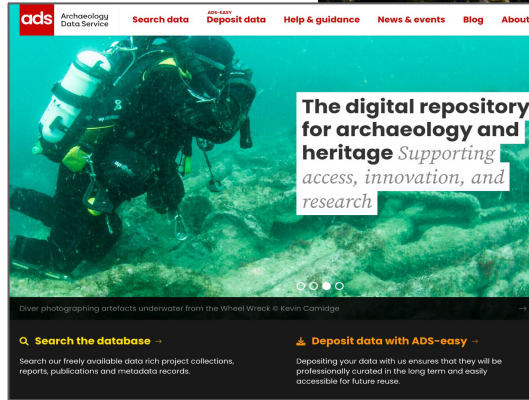 ads
Archaeology
Data Service
Search data
ADS-EASY
Deposit data
Help & guidance
News & events
Blog
About
The digital repository
for archaeology and
heritage Supporting
access, innovation, and
research
Diver photographing artefacts underwater from the Wheel Wreck © Kevin Camidge →
Search the database →
Search our freely available data rich project collections,
reports, publications and metadata records.
Deposit data with ADS-easy →
Depositing your data with us ensures that they will be
professionally curated in the long term and easily
accessible for future reuse.